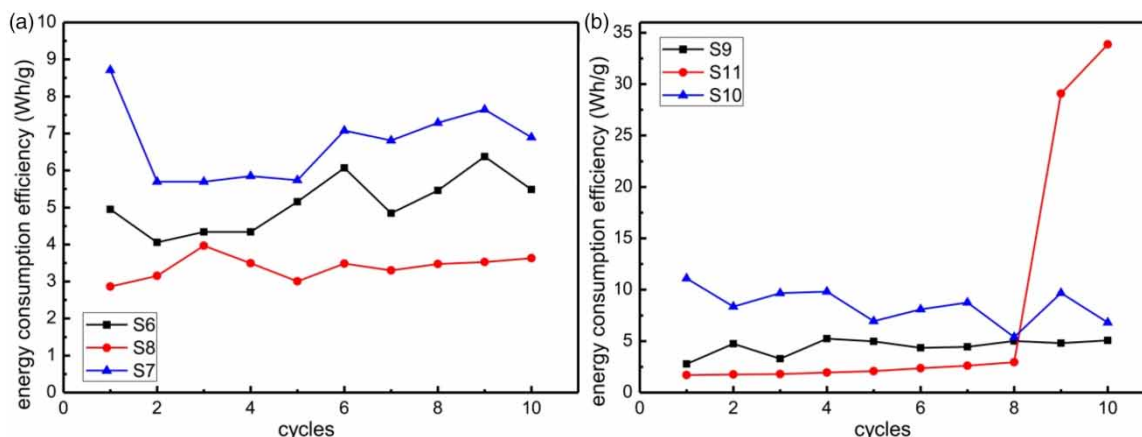 (a)
energy consumption efficiency (Wh/g)
10
9
8
7
6
5
4
3
2
1
0
S6
S8
S7
0 2 4 6 8 10
cycles
(b)
energy consumption efficiency (Wh/g)
35
30
25
20
15
10
5
0
S9
S11
S10
0 2 4 6 8 10
cycles